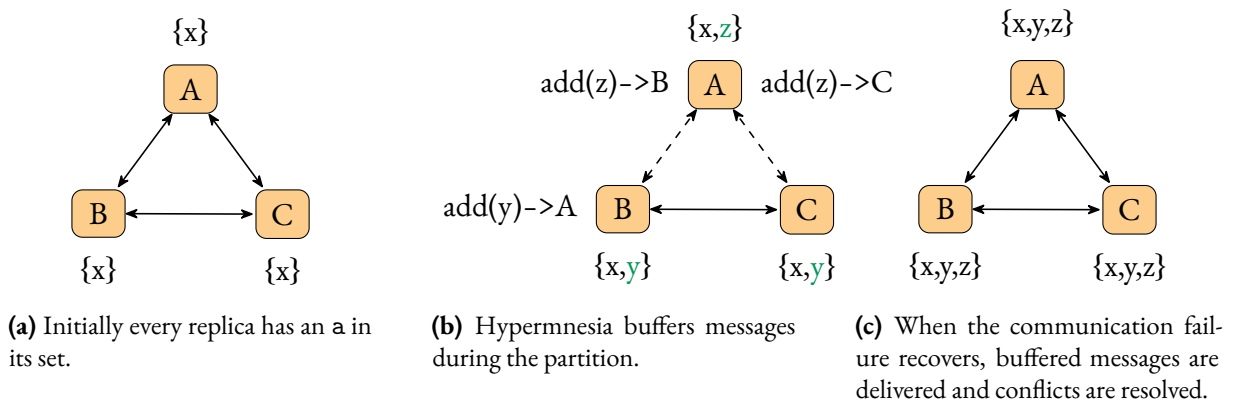 {x}
A
B
C
{x}
{x}
(a) Initially every replica has an a in
its set.
{x,z}
add(z)->B
A
add(z)->C
add(y)->A
B
C
{x,y}
{x,y}
(b) Hypermnesia buffers messages
during the partition.
{x,y,z}
A
B
C
{x,y,z}
{x,y,z}
(c) When the communication fail-
ure recovers, buffered messages are
delivered and conflicts are resolved.